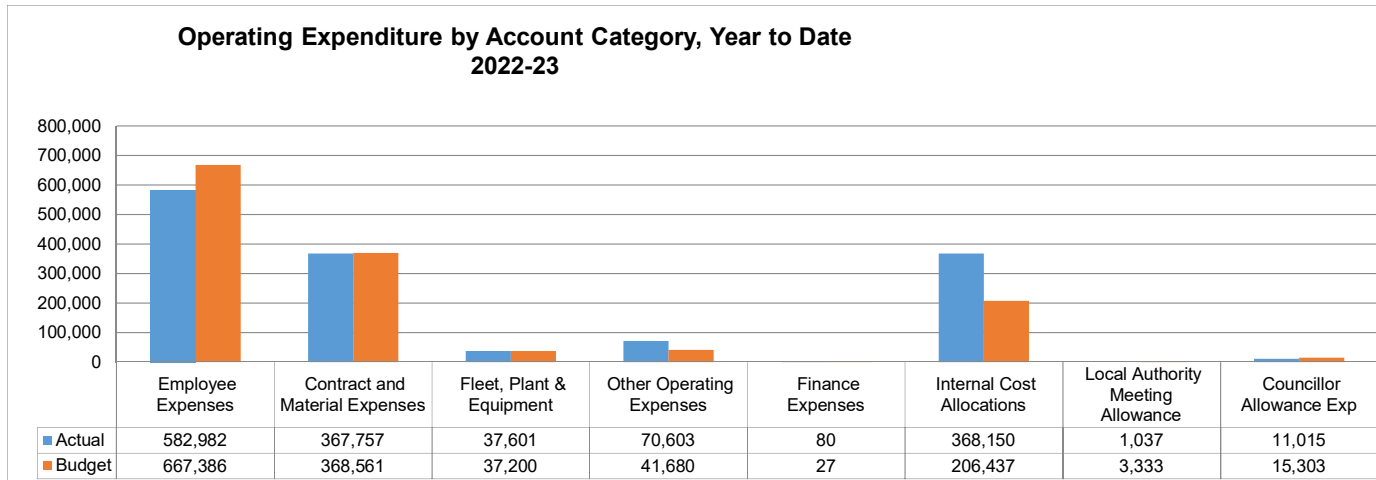 Operating Expenditure by Account Category, Year to Date
2022-23
800,000
700,000
600,000
500,000
400,000
300,000
200,000
100,000
0
Employee
Expenses
Contract and
Material Expenses
Fleet, Plant &
Equipment
Other Operating
Expenses
Finance
Expenses
Internal Cost
Allocations
Local Authority
Meeting
Allowance
Councillor
Allowance Exp
Actual 582,982 367,757 37,601 70,603 80 368,150 1,037 11,015
Budget 667,386 368,561 37,200 41,680 27 206,437 3,333 15,303